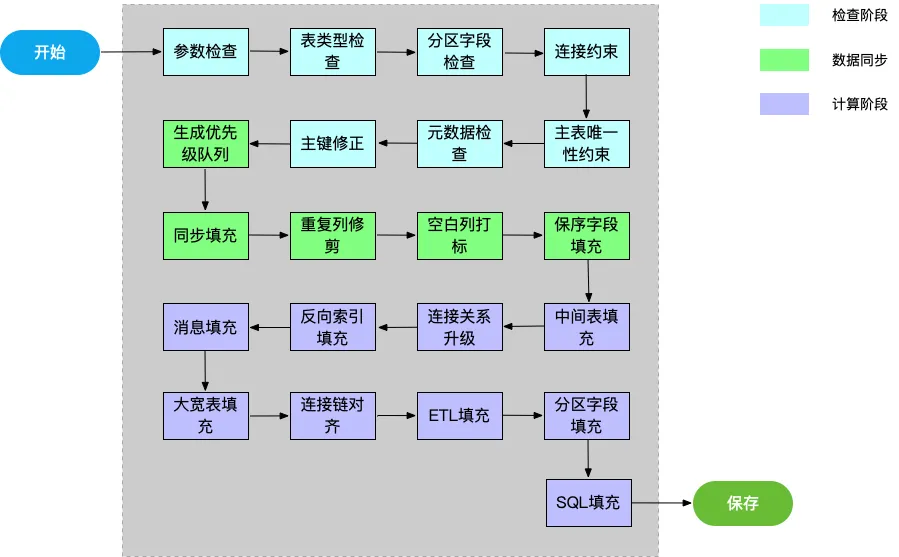 开始
参数检查
表类型检
查
分区字段
检查
连接约束
检查阶段
数据同步
计算阶段
生成优先
级队列
主键修正
元数据检
查
主表唯一
性约束
同步填充
重复列修
剪
空白列打
标
保序字段
填充
消息填充
反向索引
填充
连接关系
升级
中间表填
充
大宽表填
充
连接链对
齐
ETL填充
分区字段
填充
SQL填充
保存